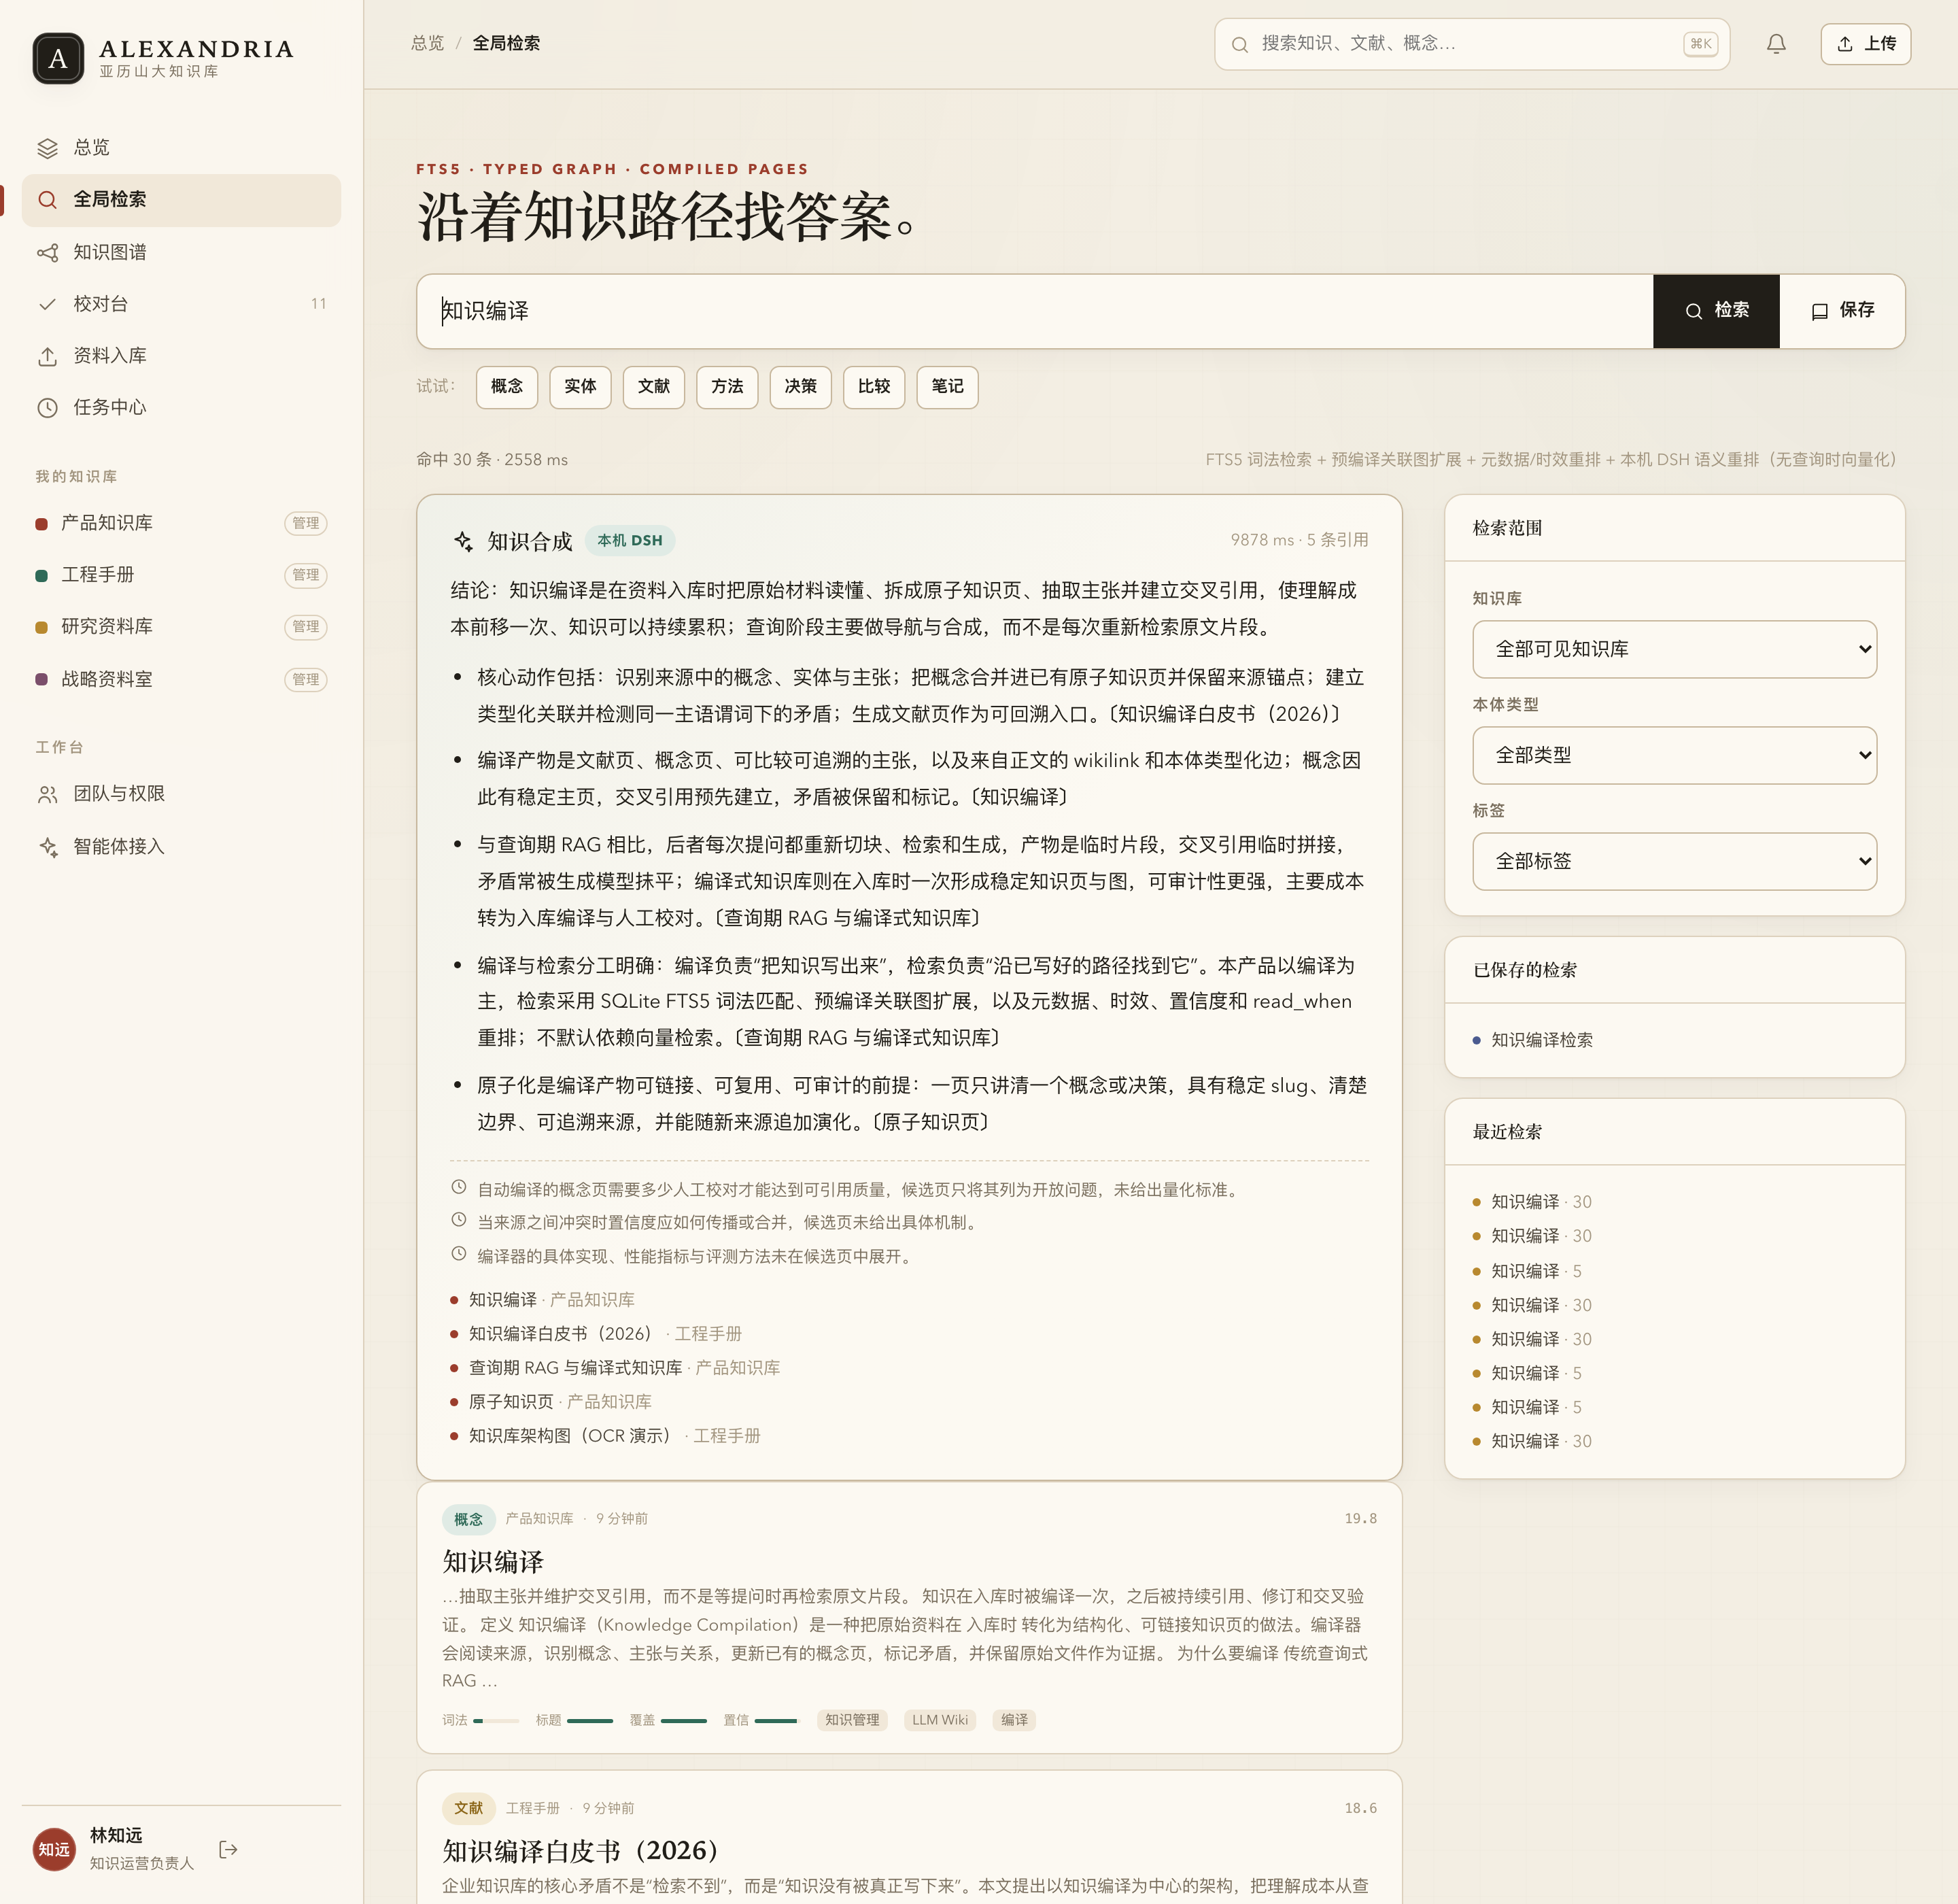 A
ALEXANDRIA
亚历山大知识库
总览
全局检索
知识图谱
校对台 11
资料入库
任务中心
我的知识库
产品知识库 管理
工程手册 管理
研究资料库 管理
战略资料室 管理
工作台
团队与权限
智能体接入
知远
林知远
知识运营负责人
总览 / 全局检索
搜索知识、文献、概念… ⌘K
上传
FTS5 · TYPED GRAPH · COMPILED PAGES
沿着知识路径找答案。
知识编译
检索
保存
试试： 概念 实体 文献 方法 决策 比较 笔记
命中 30 条 · 2558 ms
FTS5 词法检索 + 预编译关联图扩展 + 元数据/时效重排 + 本机 DSH 语义重排（无查询时向量化）
知识合成 本机 DSH 9878 ms · 5 条引用
结论：知识编译是在资料入库时把原始材料读懂、拆成原子知识页、抽取主张并建立交叉引用，使理解成
本前移一次、知识可以持续累积；查询阶段主要做导航与合成，而不是每次重新检索原文片段。
• 核心动作包括：识别来源中的概念、实体与主张；把概念合并进已有原子知识页并保留来源锚点；建立
类型化关联并检测同一主语谓词下的矛盾；生成文献页作为可回溯入口。〔知识编译白皮书（2026）〕
• 编译产物是文献页、概念页、可比较可追溯的主张，以及来自正文的 wikilink 和本体类型化边；概念因
此有稳定主页，交叉引用预先建立，矛盾被保留和标记。〔知识编译〕
• 与查询期 RAG 相比，后者每次提问都重新切块、检索和生成，产物是临时片段，交叉引用临时拼接，
矛盾常被生成模型抹平；编译式知识库则在入库时一次形成稳定知识页与图，可审计性更强，主要成本
转为入库编译与人工校对。〔查询期 RAG 与编译式知识库〕
• 编译与检索分工明确：编译负责“把知识写出来”，检索负责“沿已写好的路径找到它”。本产品以编译为
主，检索采用 SQLite FTS5 词法匹配、预编译关联图扩展，以及元数据、时效、置信度和 read_when
重排；不默认依赖向量检索。〔查询期 RAG 与编译式知识库〕
• 原子化是编译产物可链接、可复用、可审计的前提：一页只讲清一个概念或决策，具有稳定 slug、清楚
边界、可追溯来源，并能随新来源追加演化。〔原子知识页〕
自动编译的概念页需要多少人工校对才能达到可引用质量，候选页只将其列为开放问题，未给出量化标准。
当来源之间冲突时置信度应如何传播或合并，候选页未给出具体机制。
编译器的具体实现、性能指标与评测方法未在候选页中展开。
知识编译 · 产品知识库
知识编译白皮书（2026） · 工程手册
查询期 RAG 与编译式知识库 · 产品知识库
原子知识页 · 产品知识库
知识库架构图（OCR 演示） · 工程手册
概念 产品知识库 · 9 分钟前 19.8
知识编译
…抽取主张并维护交叉引用，而不是等提问时再检索原文片段。 知识在入库时被编译一次，之后被持续引用、修订和交叉验
证。 定义 知识编译（Knowledge Compilation）是一种把原始资料在 入库时 转化为结构化、可链接知识页的做法。编译器
会阅读来源，识别概念、主张与关系，更新已有的概念页，标记矛盾，并保留原始文件作为证据。 为什么要编译 传统查询式
RAG …
词法 标题 覆盖 置信 知识管理 LLM Wiki 编译
文献 工程手册 · 9 分钟前 18.6
知识编译白皮书（2026）
企业知识库的核心矛盾不是“检索不到”，而是“知识没有被真正写下来”。本文提出以知识编译为中心的架构，把理解成本从查
检索范围
知识库
全部可见知识库
本体类型
全部类型
标签
全部标签
已保存的检索
知识编译检索
最近检索
知识编译 · 30
知识编译 · 30
知识编译 · 5
知识编译 · 30
知识编译 · 30
知识编译 · 5
知识编译 · 5
知识编译 · 30